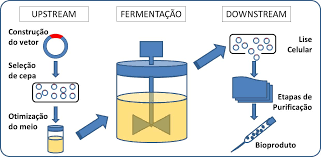 UPSTREAM
Construção
do vetor
Seleção
de cepa
Otimização
do meio
FERMENTAÇÃO
DOWNSTREAM
Lise
Celular
Etapas de
Purificação
Bioproduto